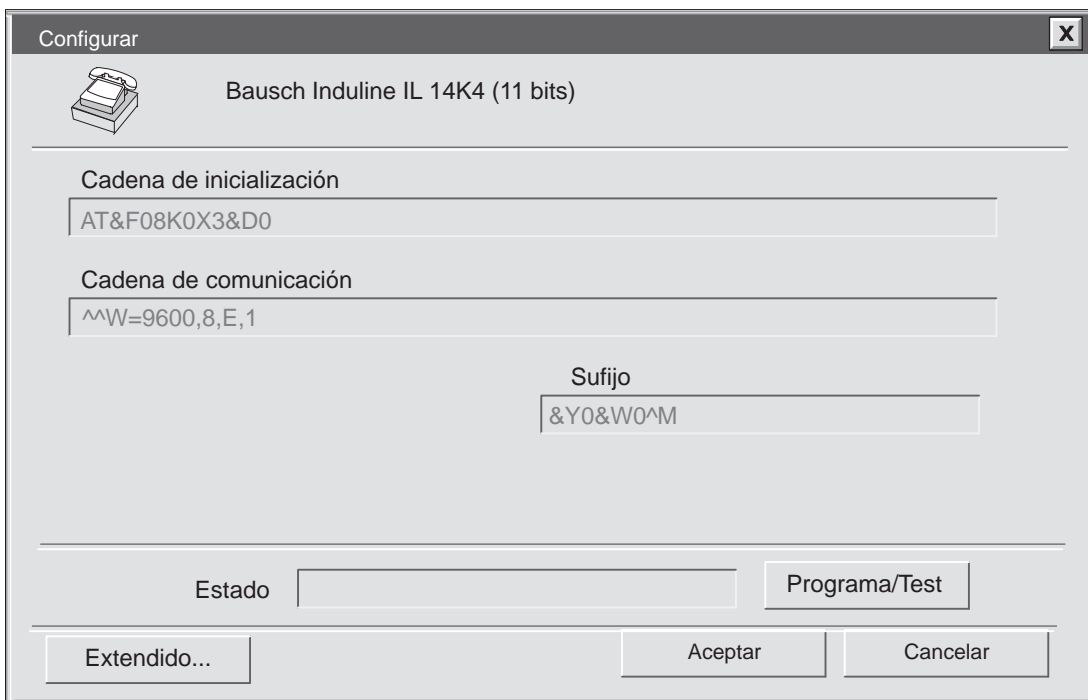 Configurar
X
Bausch Induline IL 14K4 (11 bits)
Cadena de inicialización
AT&F08K0X3&D0
Cadena de comunicación
^^W=9600,8,E,1
Sufijo
&Y0&W0^M
Estado
Programa/Test
Extendido...
Aceptar
Cancelar